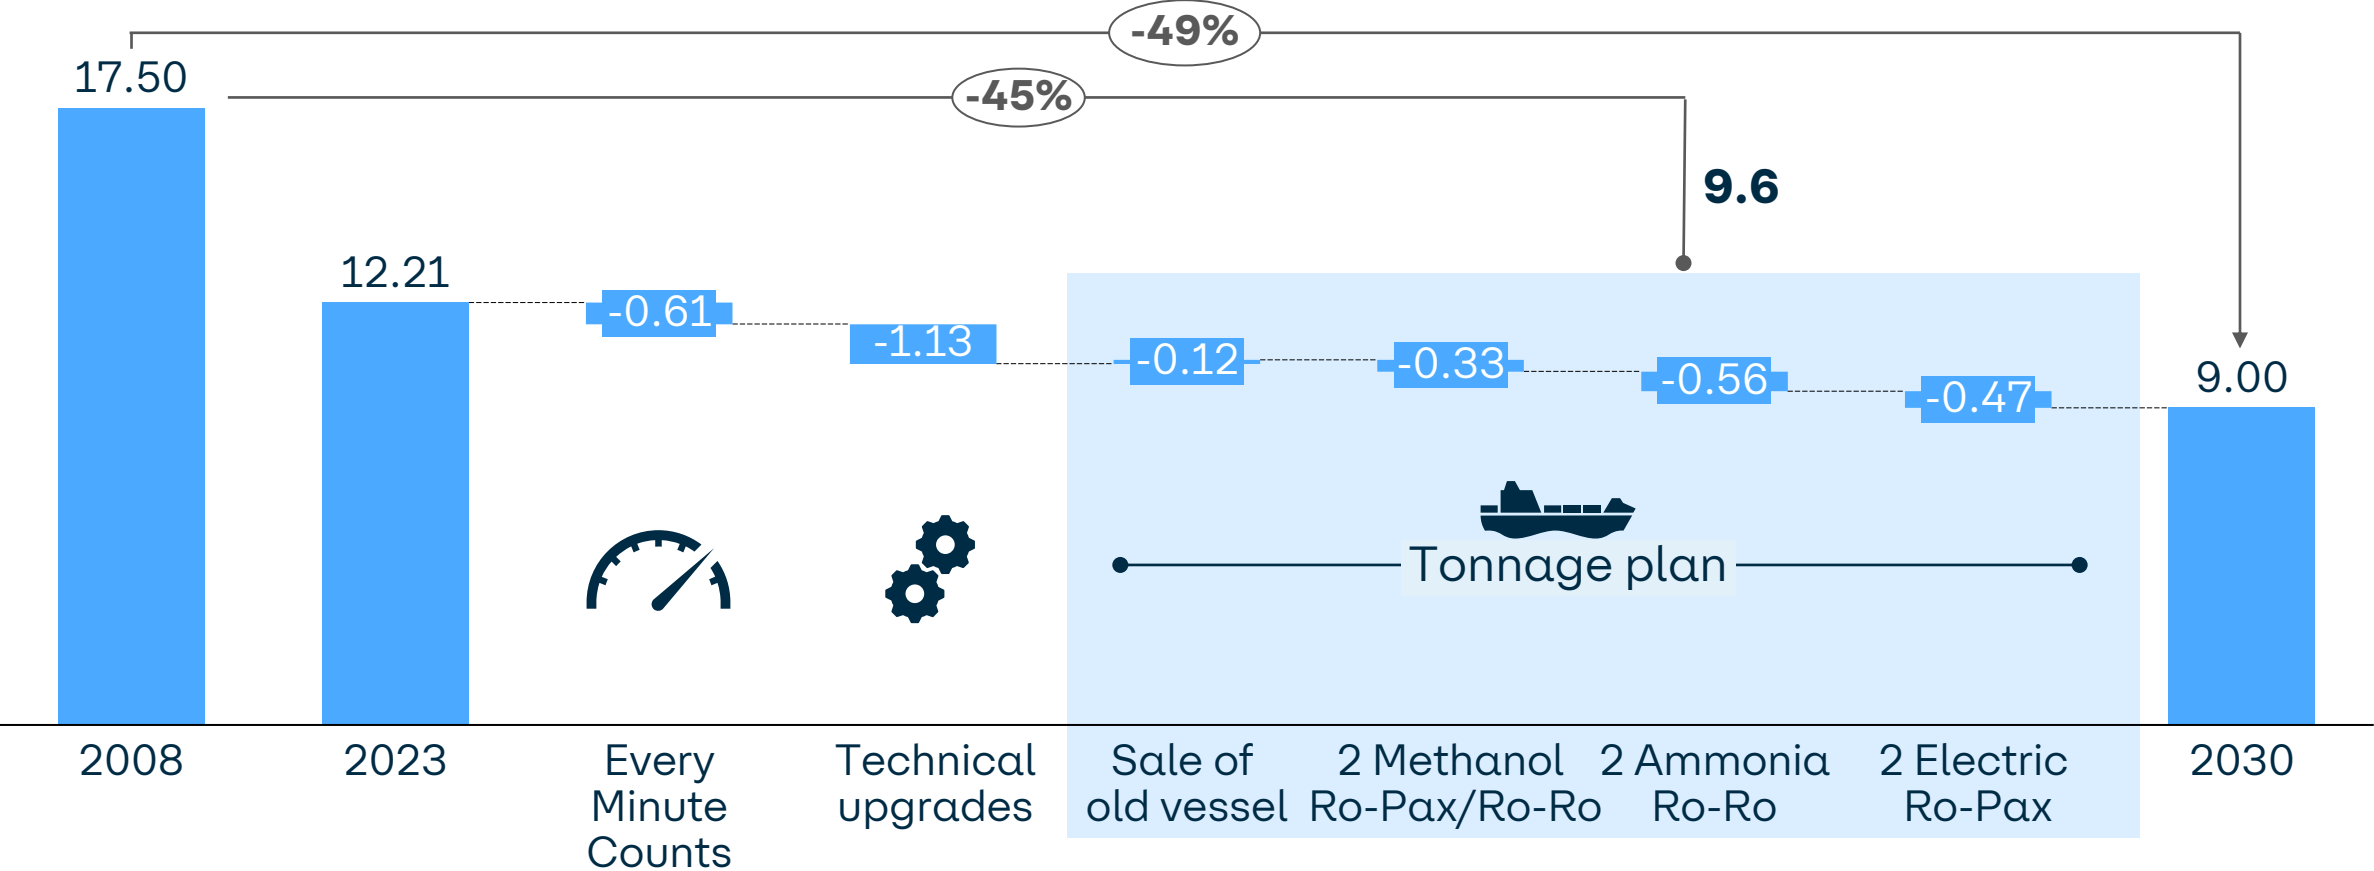 -49%
17.50
-45%
9.6
12.21
-0.61
-1.13
-0.12
-0.33
-0.56
-0.47
9.00
Tonnage plan
2008
2023
Every
Minute
Counts
Technical
upgrades
Sale of
old vessel
2 Methanol
Ro-Pax/Ro-Ro
2 Ammonia
Ro-Ro
2 Electric
Ro-Pax
2030